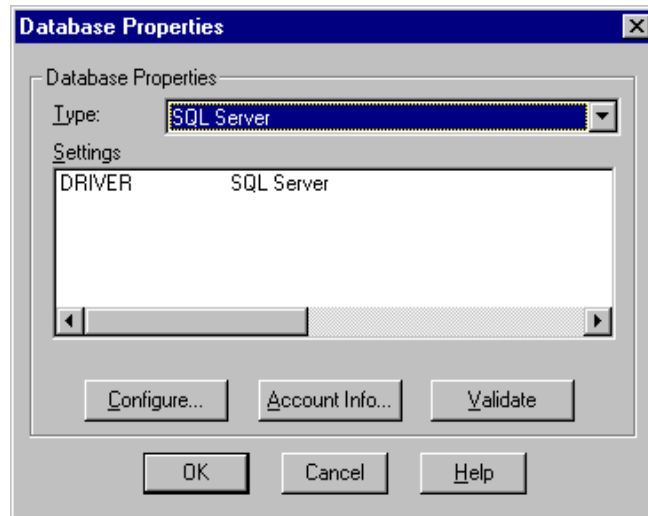 Database Properties
Database Properties
Type: SQL Server
Settings
DRIVER SQL Server
Configure... Account Info... Validate
OK Cancel Help